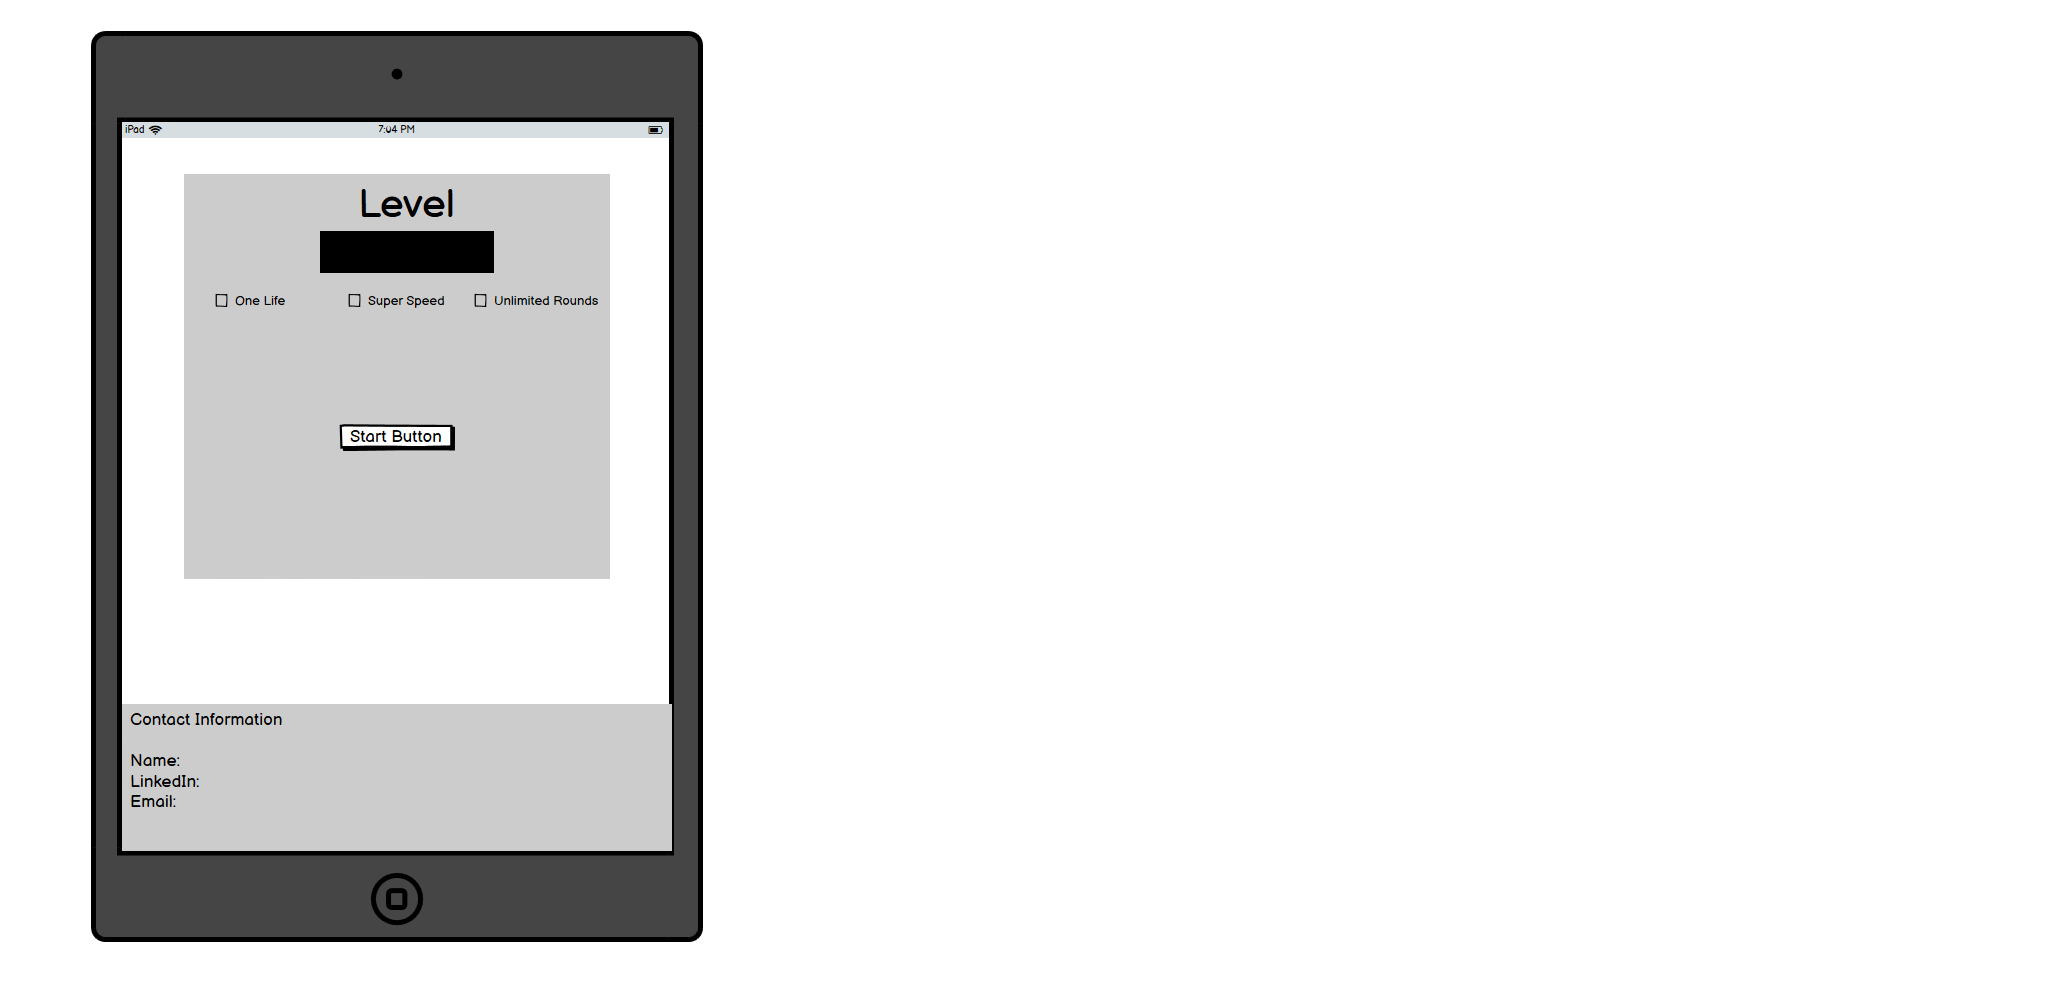 iPad 7:04 PM
Level
One Life Super Speed Unlimited Rounds
Start Button
Contact Information
Name:
LinkedIn:
Email: